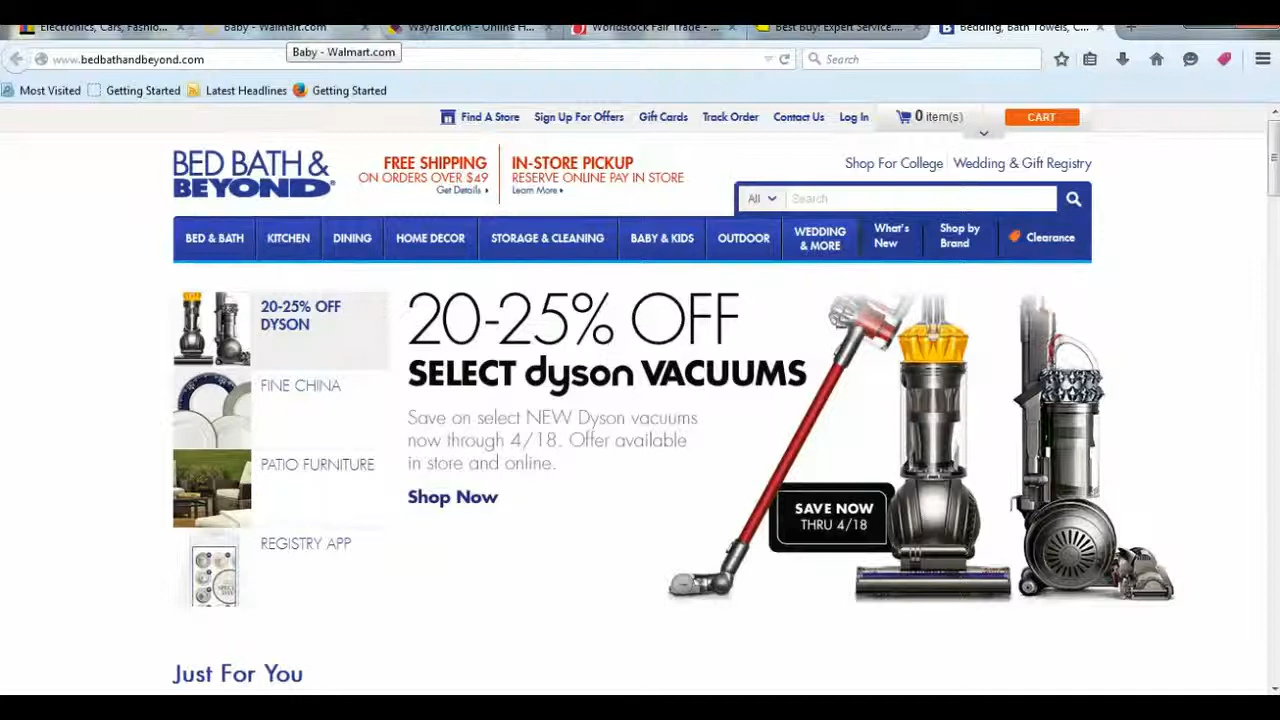 Electronics, Cars, Fashio...
Baby - Walmart.com
Wayfair.com - Online H...
Worldstock Fair Trade - ...
Best Buy: Expert Service...
Bedding, Bath Towels, C...
Baby - Walmart.com
www.bedbathandbeyond.com
Search
Most Visited
Getting Started
Latest Headlines
Getting Started
Find A Store
Sign Up For Offers
Gift Cards
Track Order
Contact Us
Log In
0 item(s)
CART
BED BATH &
BEYOND
FREE SHIPPING
ON ORDERS OVER $49
Get Details
IN-STORE PICKUP
RESERVE ONLINE PAY IN STORE
Learn More
Shop For College
Wedding & Gift Registry
All
Search
BED & BATH
KITCHEN
DINING
HOME DECOR
STORAGE & CLEANING
BABY & KIDS
OUTDOOR
WEDDING
& MORE
What's
New
Shop by
Brand
Clearance
20-25% OFF
DYSON
FINE CHINA
PATIO FURNITURE
REGISTRY APP
20-25% OFF
SELECT dyson VACUUMS
Save on select NEW Dyson vacuums
now through 4/18. Offer available
in store and online.
Shop Now
SAVE NOW
THRU 4/18
Just For You